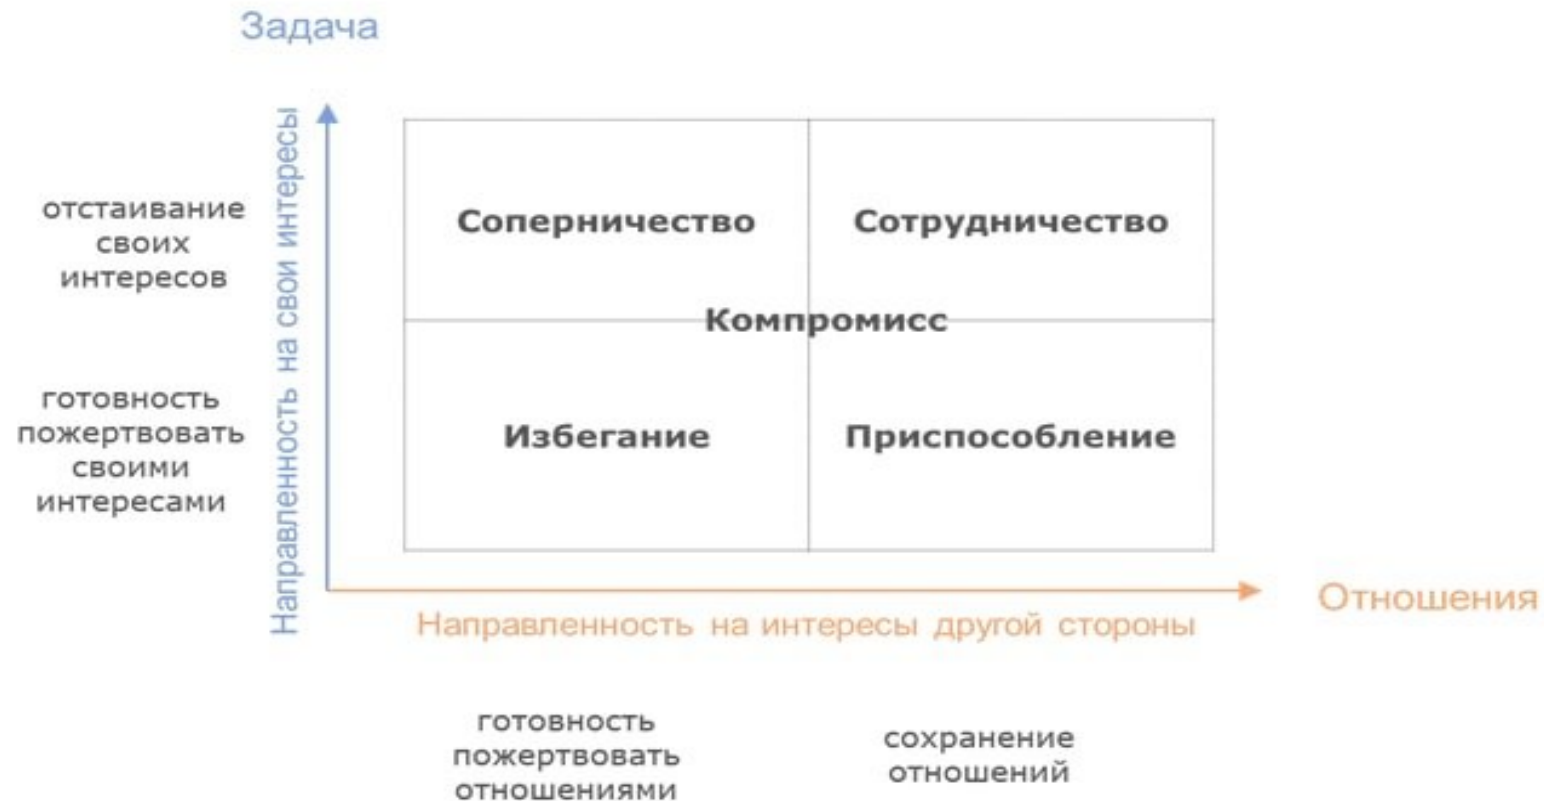 Задача
Направленность на свои интересы
отстаивание
своих
интересов
Соперничество
Сотрудничество
Компромисс
готовность
пожертвовать
своими
интересами
Избегание
Приспособление
Отношения
Направленность на интересы другой стороны
готовность
пожертвовать
отношениями
сохранение
отношений